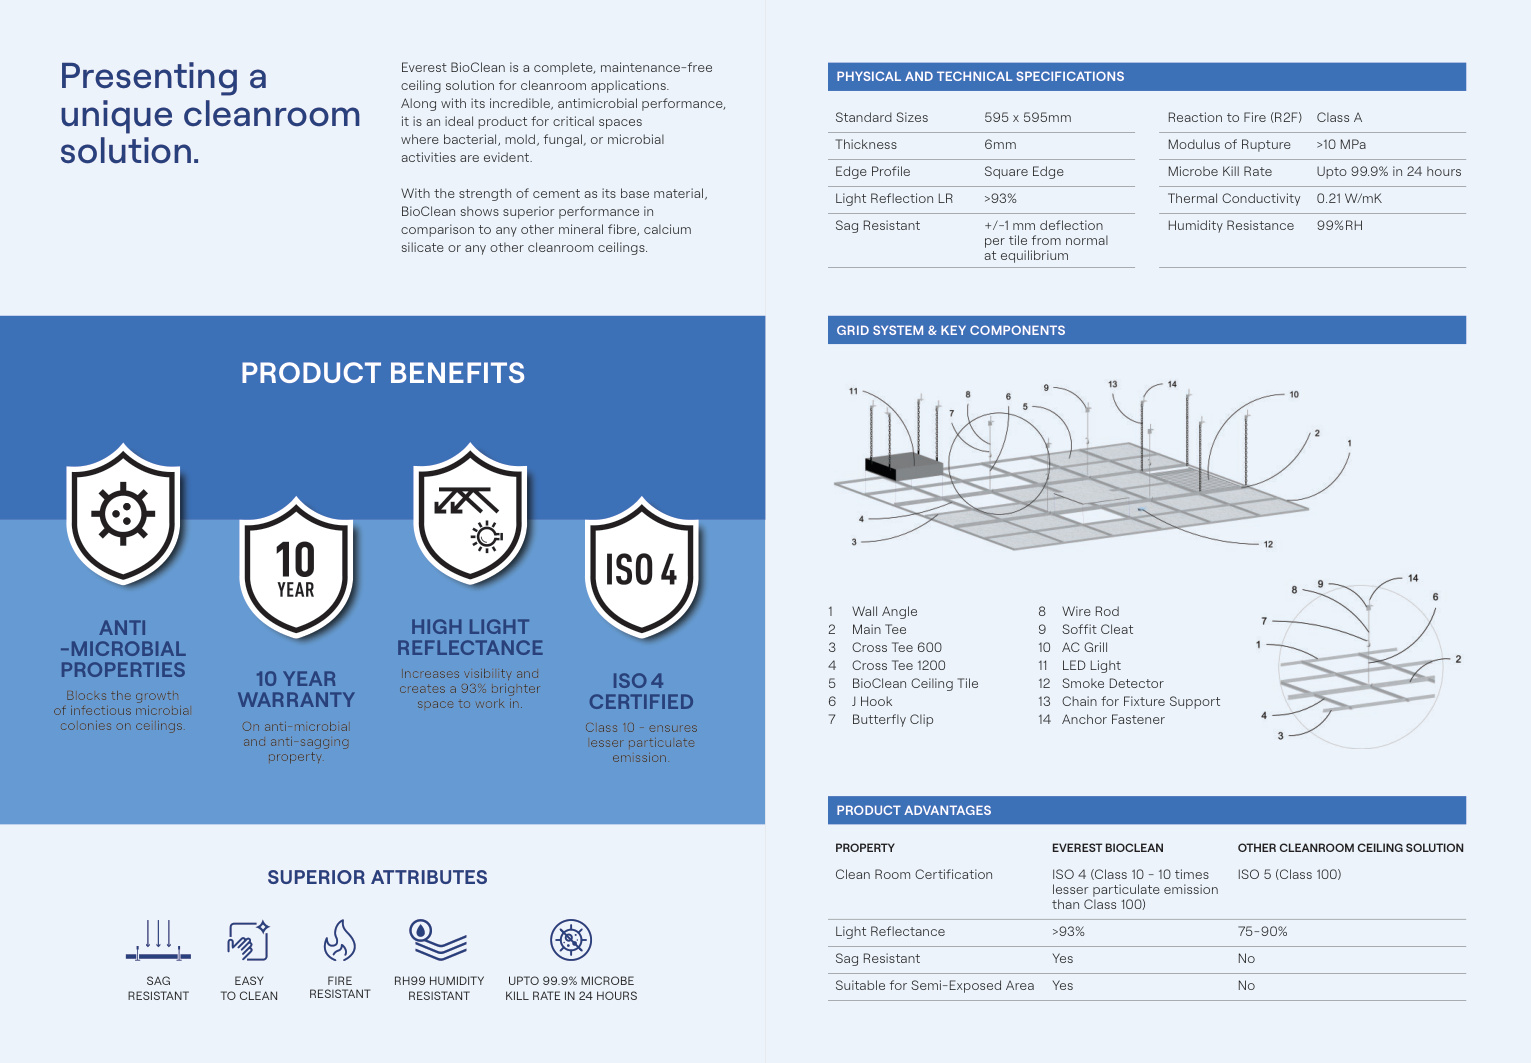 Presenting a
unique cleanroom
solution.
Everest BioClean is a complete, maintenance-free
ceiling solution for cleanroom applications.
Along with its incredible, antimicrobial performance,
it is an ideal product for critical spaces
where bacterial, mold, fungal, or microbial
activities are evident.
With the strength of cement as its base material,
BioClean shows superior performance in
comparison to any other mineral fibre, calcium
silicate or any other cleanroom ceilings.
PRODUCT BENEFITS
ANTI
-MICROBIAL
PROPERTIES
Blocks the growth
of infectious microbial
colonies on ceilings.
10
YEAR
10 YEAR
WARRANTY
On anti-microbial
and anti-sagging
property.
HIGH LIGHT
REFLECTANCE
Increases visibility and
creates a 93% brighter
space to work in.
ISO 4
ISO 4
CERTIFIED
Class 10 - ensures
lesser particulate
emission.
SUPERIOR ATTRIBUTES
SAG
RESISTANT
EASY
TO CLEAN
FIRE
RESISTANT
RH99 HUMIDITY
RESISTANT
UPTO 99.9% MICROBE
KILL RATE IN 24 HOURS
PHYSICAL AND TECHNICAL SPECIFICATIONS
Standard Sizes 595 x 595mm
Thickness 6mm
Edge Profile Square Edge
Light Reflection LR >93%
Sag Resistant +/-1 mm deflection
per tile from normal
at equilibrium
Reaction to Fire (R2F) Class A
Modulus of Rupture >10 MPa
Microbe Kill Rate Upto 99.9% in 24 hours
Thermal Conductivity 0.21 W/mK
Humidity Resistance 99%RH
GRID SYSTEM & KEY COMPONENTS
11
8
7
6
5
9
13
14
10
2
1
4
3
12
1 Wall Angle
2 Main Tee
3 Cross Tee 600
4 Cross Tee 1200
5 BioClean Ceiling Tile
6 J Hook
7 Butterfly Clip
8 Wire Rod
9 Soffit Cleat
10 AC Grill
11 LED Light
12 Smoke Detector
13 Chain for Fixture Support
14 Anchor Fastener
14
9
8
6
7
1
2
4
3
PRODUCT ADVANTAGES
PROPERTY EVEREST BIOCLEAN OTHER CLEANROOM CEILING SOLUTION
Clean Room Certification ISO 4 (Class 10 - 10 times ISO 5 (Class 100)
lesser particulate emission
than Class 100)
Light Reflectance >93% 75-90%
Sag Resistant Yes No
Suitable for Semi-Exposed Area Yes No